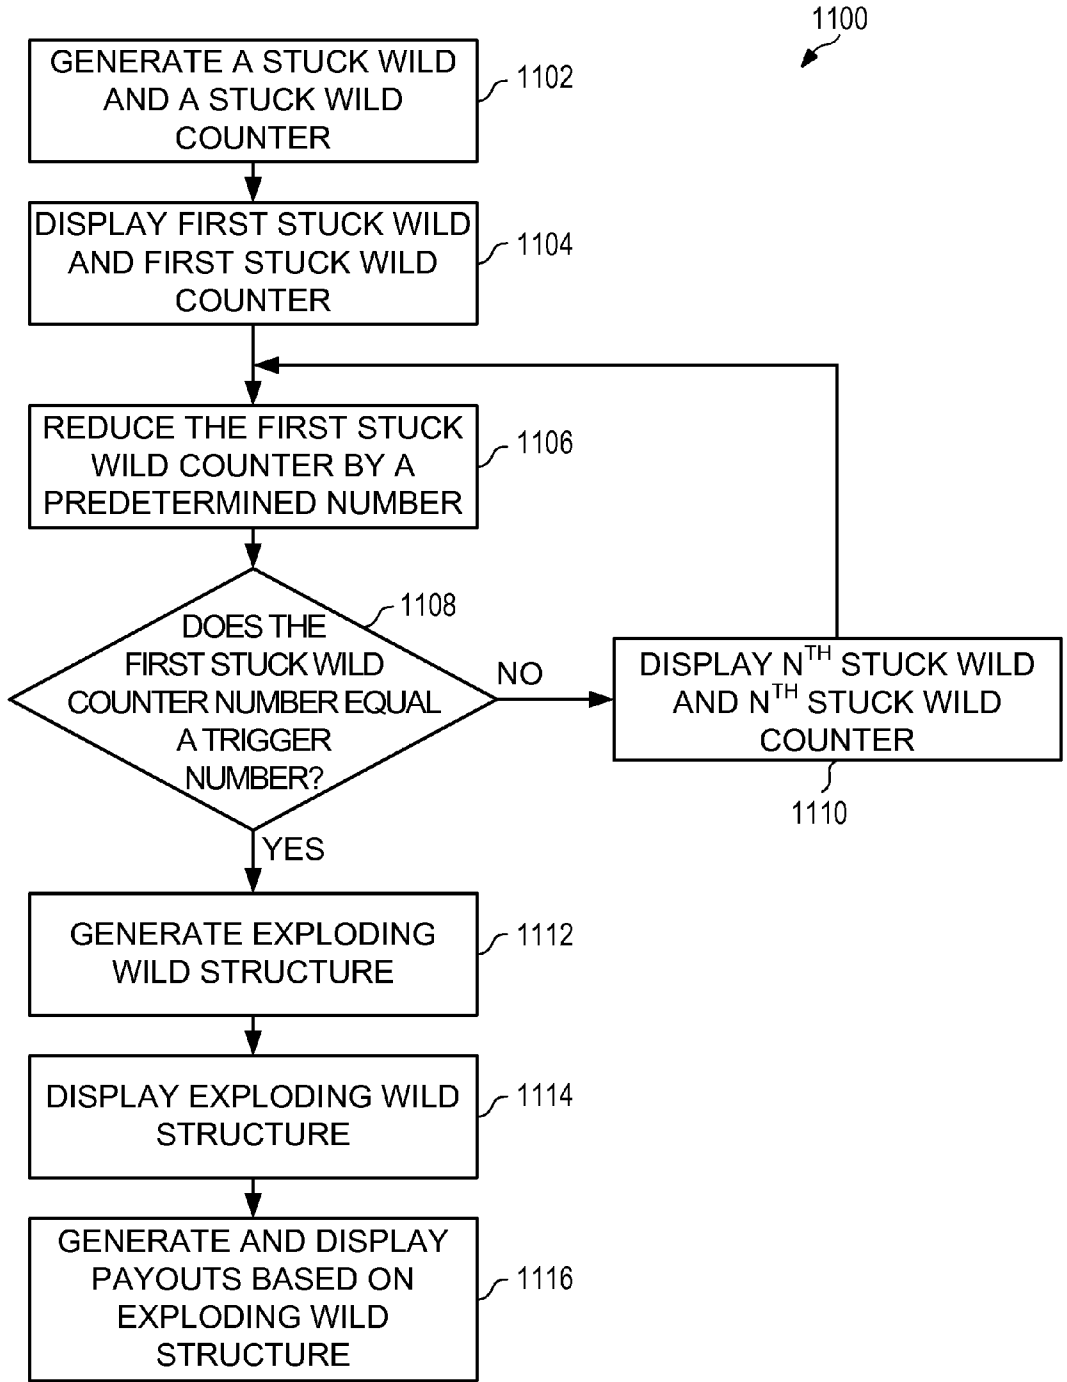 1100
GENERATE A STUCK WILD
AND A STUCK WILD
COUNTER
1102
DISPLAY FIRST STUCK WILD
AND FIRST STUCK WILD
COUNTER
1104
REDUCE THE FIRST STUCK
WILD COUNTER BY A
PREDETERMINED NUMBER
1106
DOES THE
FIRST STUCK WILD
COUNTER NUMBER EQUAL
A TRIGGER
NUMBER?
1108
NO
DISPLAY NTH STUCK WILD
AND NTH STUCK WILD
COUNTER
1110
YES
GENERATE EXPLODING
WILD STRUCTURE
1112
DISPLAY EXPLODING WILD
STRUCTURE
1114
GENERATE AND DISPLAY
PAYOUTS BASED ON
EXPLODING WILD
STRUCTURE
1116